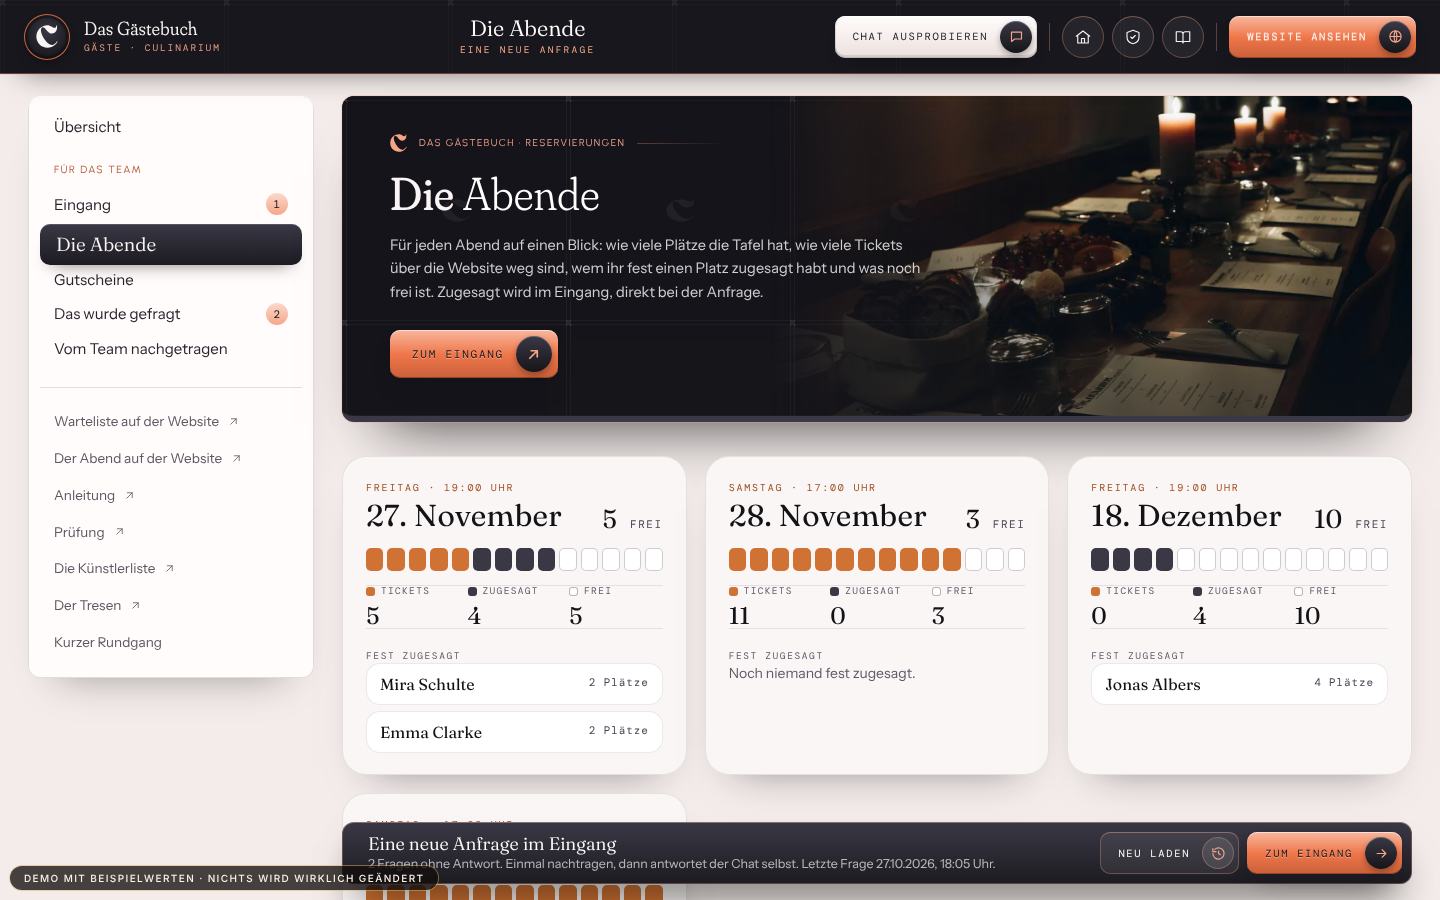 Das Gästebuch
GÄSTE · CULINARIUM
Die Abende
EINE NEUE ANFRAGE
CHAT AUSPROBIEREN
WEBSITE ANSEHEN
Übersicht
FÜR DAS TEAM
Eingang 1
Die Abende
Gutscheine
Das wurde gefragt 2
Vom Team nachgetragen
Warteliste auf der Website
Der Abend auf der Website
Anleitung
Prüfung
Die Künstlerliste
Der Tresen
Kurzer Rundgang
DAS GÄSTEBUCH · RESERVIERUNGEN
Die Abende
Für jeden Abend auf einen Blick: wie viele Plätze die Tafel hat, wie viele Tickets
über die Website weg sind, wem ihr fest einen Platz zugesagt habt und was noch
frei ist. Zugesagt wird im Eingang, direkt bei der Anfrage.
ZUM EINGANG
FREITAG · 19:00 UHR
27. November 5 FREI
TICKETS ZUGESAGT FREI
5 4 5
FEST ZUGESAGT
Mira Schulte 2 Plätze
Emma Clarke 2 Plätze
SAMSTAG · 17:00 UHR
28. November 3 FREI
TICKETS ZUGESAGT FREI
11 0 3
FEST ZUGESAGT
Noch niemand fest zugesagt.
FREITAG · 19:00 UHR
18. Dezember 10 FREI
TICKETS ZUGESAGT FREI
0 4 10
FEST ZUGESAGT
Jonas Albers 4 Plätze
Eine neue Anfrage im Eingang
2 Fragen ohne Antwort. Einmal nachtragen, dann antwortet der Chat selbst. Letzte Frage 27.10.2026, 18:05 Uhr.
NEU LADEN
ZUM EINGANG
DEMO MIT BEISPIELWERTEN · NICHTS WIRD WIRKLICH GEÄNDERT